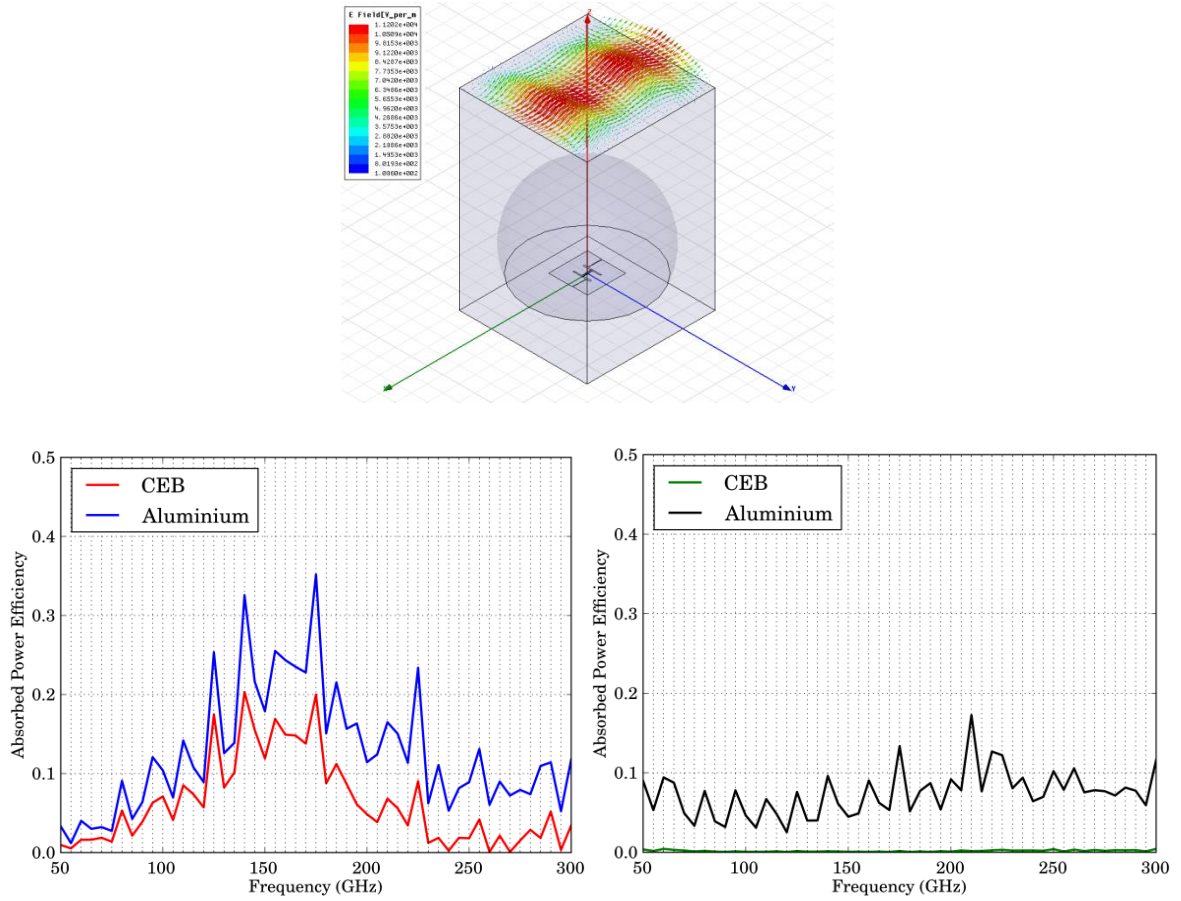 E Field[V_per_m
1.1202e+004
1.0509e+004
9.8153e+003
9.1220e+003
8.4287e+003
7.7353e+003
7.0420e+003
6.3486e+003
5.6553e+003
4.9620e+003
4.2686e+003
3.5753e+003
2.8820e+003
2.1886e+003
1.4953e+003
8.0193e+002
1.0860e+002
Z
Y
0.5
0.4
0.3
0.2
0.1
0.0
Absorbed Power Efficiency
CEB
Aluminium
50 100 150 200 250 300
Frequency (GHz)
0.5
0.4
0.3
0.2
0.1
0.0
Absorbed Power Efficiency
CEB
Aluminium
50 100 150 200 250 300
Frequency (GHz)